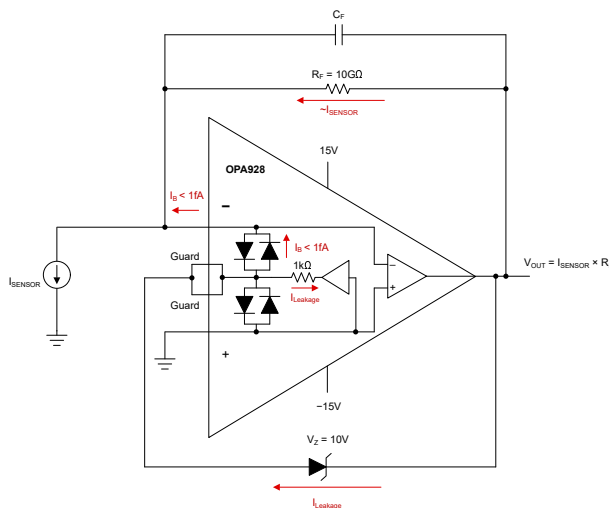 CF
RF = 10GΩ
~ISENSOR
15V
OPA928
IB < 1fA
–
IB < 1fA
Guard
1kΩ
–
ISENSOR
VOUT = ISENSOR × R
Guard
ILeakage
+
+
−15V
VZ = 10V
ILeakage